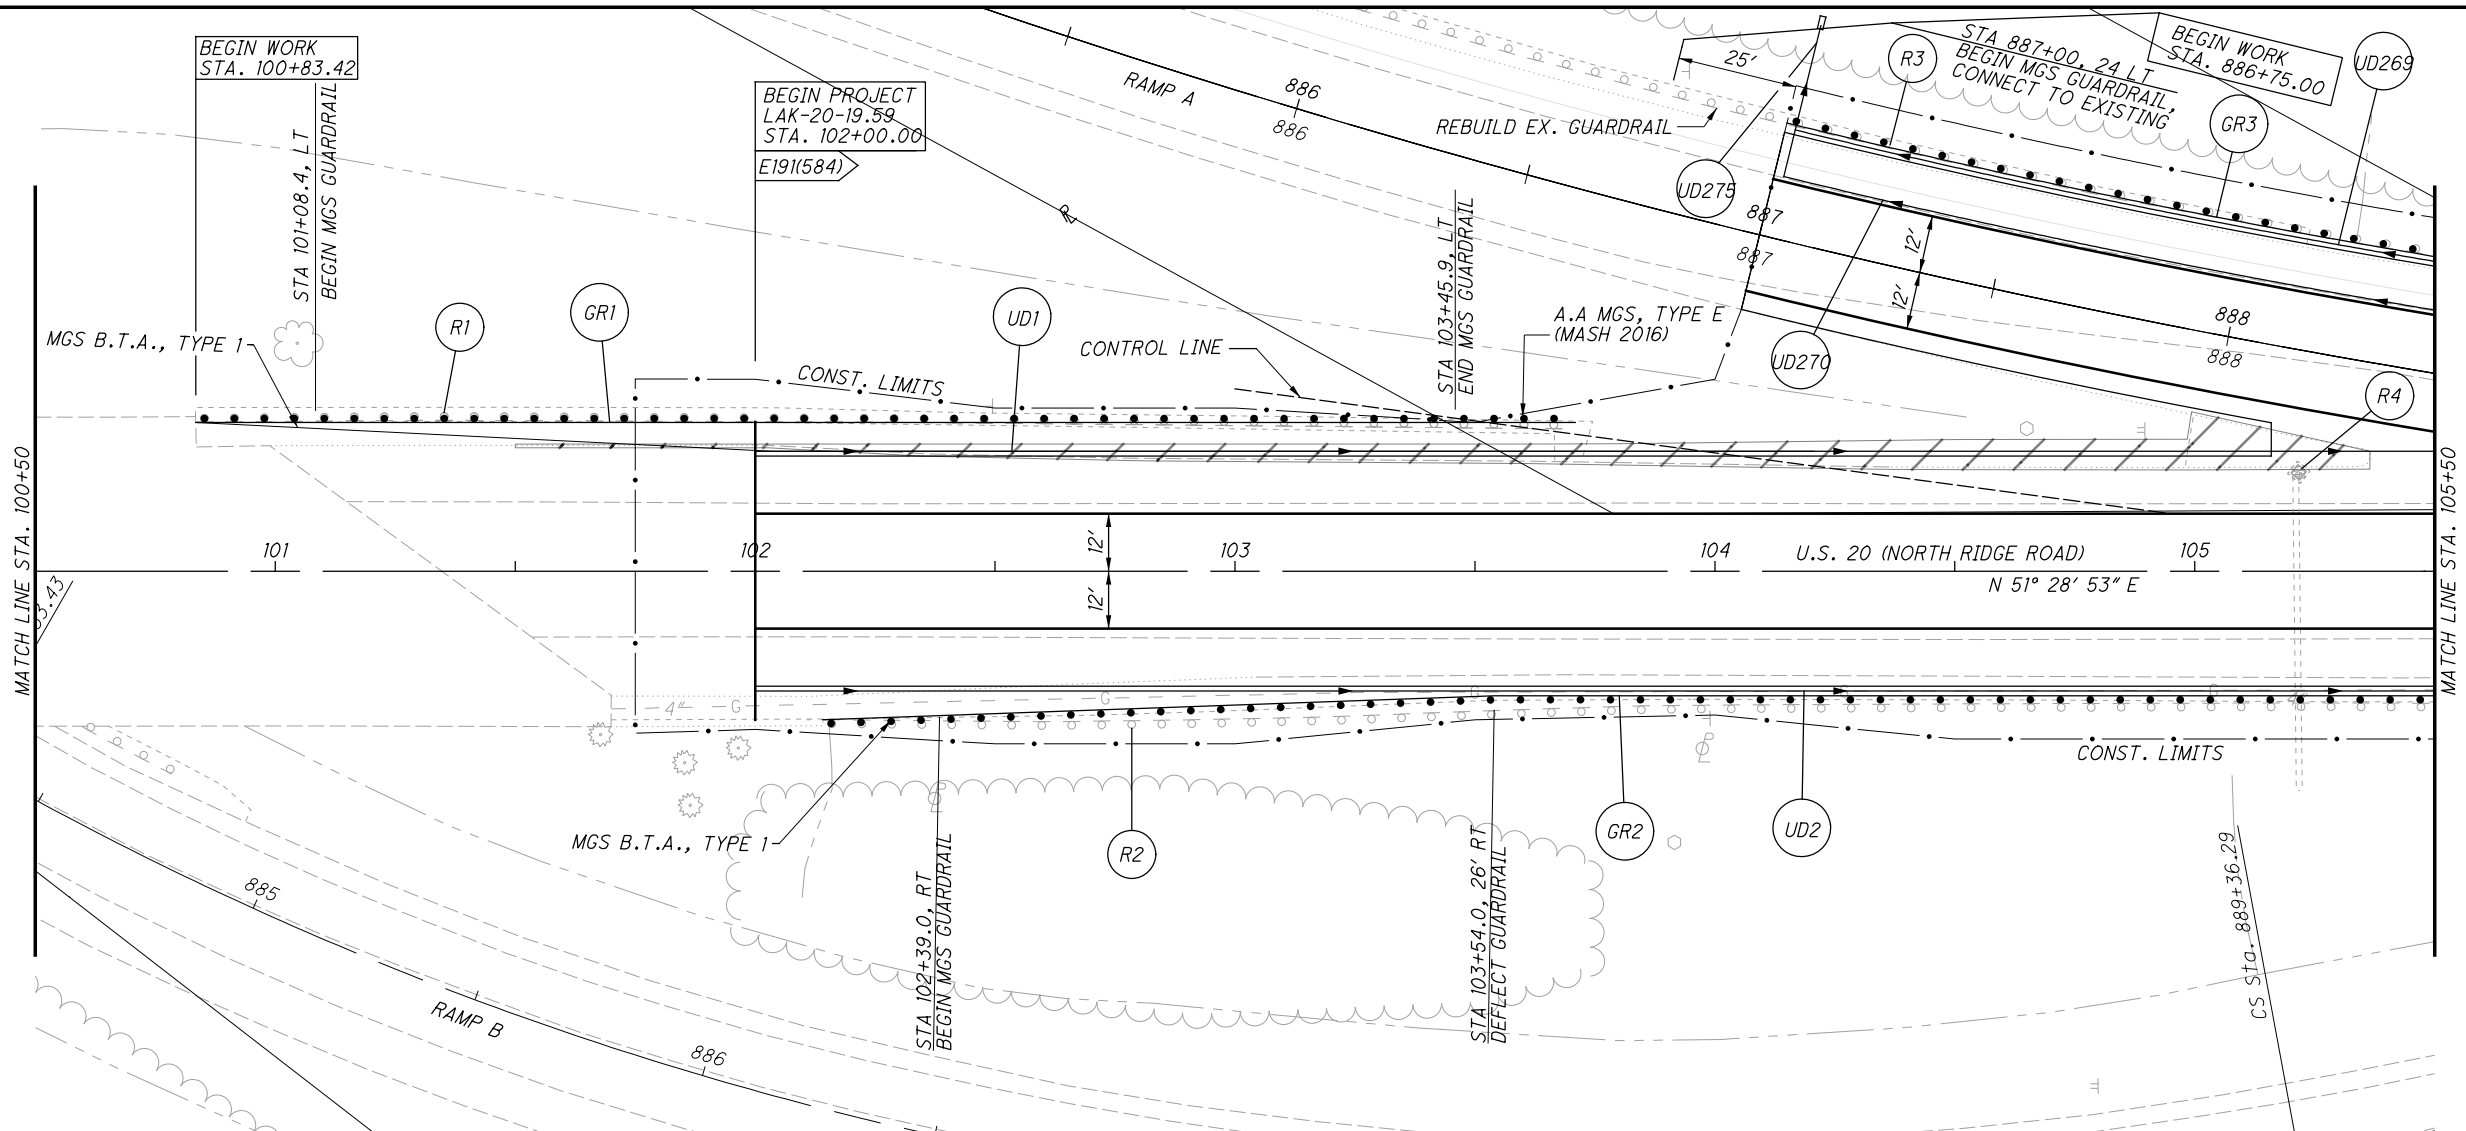 BEGIN WORK
STA. 100+83.42
STA 101+08.4, LT
BEGIN MGS GUARDRAIL
BEGIN PROJECT
LAK-20-19.59
STA. 102+00.00
E191(584)
RAMP A
886
886
25'
REBUILD EX. GUARDRAIL
R3
STA 887+00, 24 LT
BEGIN MGS GUARDRAIL,
CONNECT TO EXISTING
BEGIN WORK
STA. 886+75.00
UD269
GR3
UD275
887
887
12'
12'
888
888
UD270
STA 103+45.9, LT
END MGS GUARDRAIL
A.A MGS, TYPE E
(MASH 2016)
MGS B.T.A., TYPE 1
R1
GR1
UD1
CONTROL LINE
CONST. LIMITS
R4
MATCH LINE STA. 100+50
MATCH LINE STA. 105+50
101
102
103
104
105
12'
12'
U.S. 20 (NORTH RIDGE ROAD)
N 51° 28' 53" E
33.43
4"
G
G
G
G
4"
CONST. LIMITS
MGS B.T.A., TYPE 1
R2
GR2
UD2
STA 102+39.0, RT
BEGIN MGS GUARDRAIL
STA 103+54.0, 26' RT
DEFLECT GUARDRAIL
CS Sta. 889+36.29
885
RAMP B
886